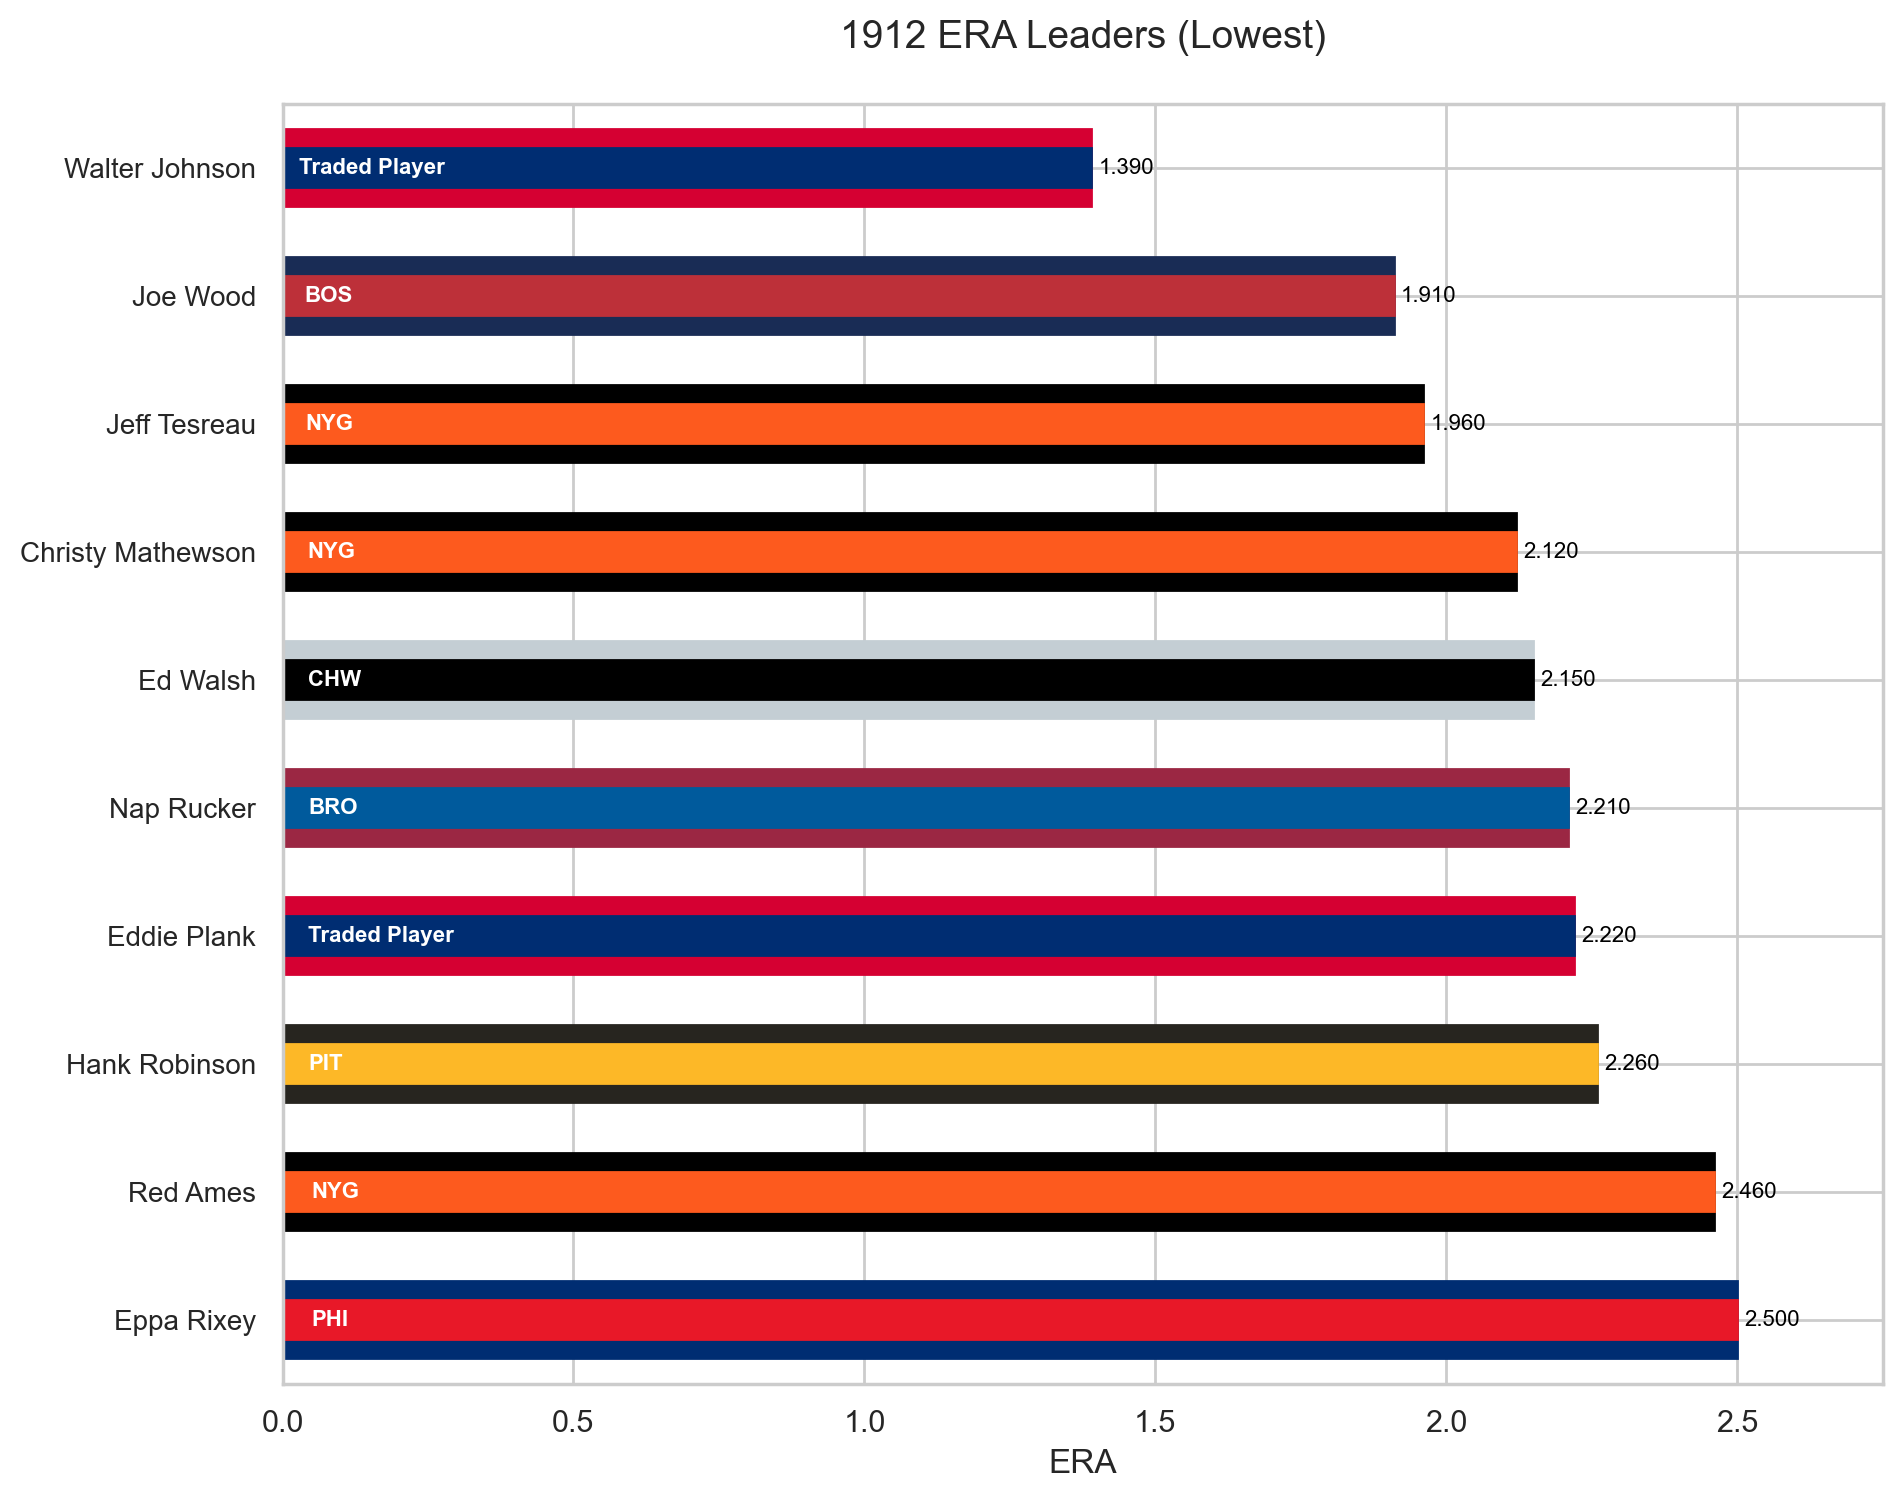 1912 ERA Leaders (Lowest)
Walter Johnson Traded Player 1.390
Joe Wood BOS 1.910
Jeff Tesreau NYG 1.960
Christy Mathewson NYG 2.120
Ed Walsh CHW 2.150
Nap Rucker BRO 2.210
Eddie Plank Traded Player 2.220
Hank Robinson PIT 2.260
Red Ames NYG 2.460
Eppa Rixey PHI 2.500
0.0 0.5 1.0 1.5 2.0 2.5
ERA